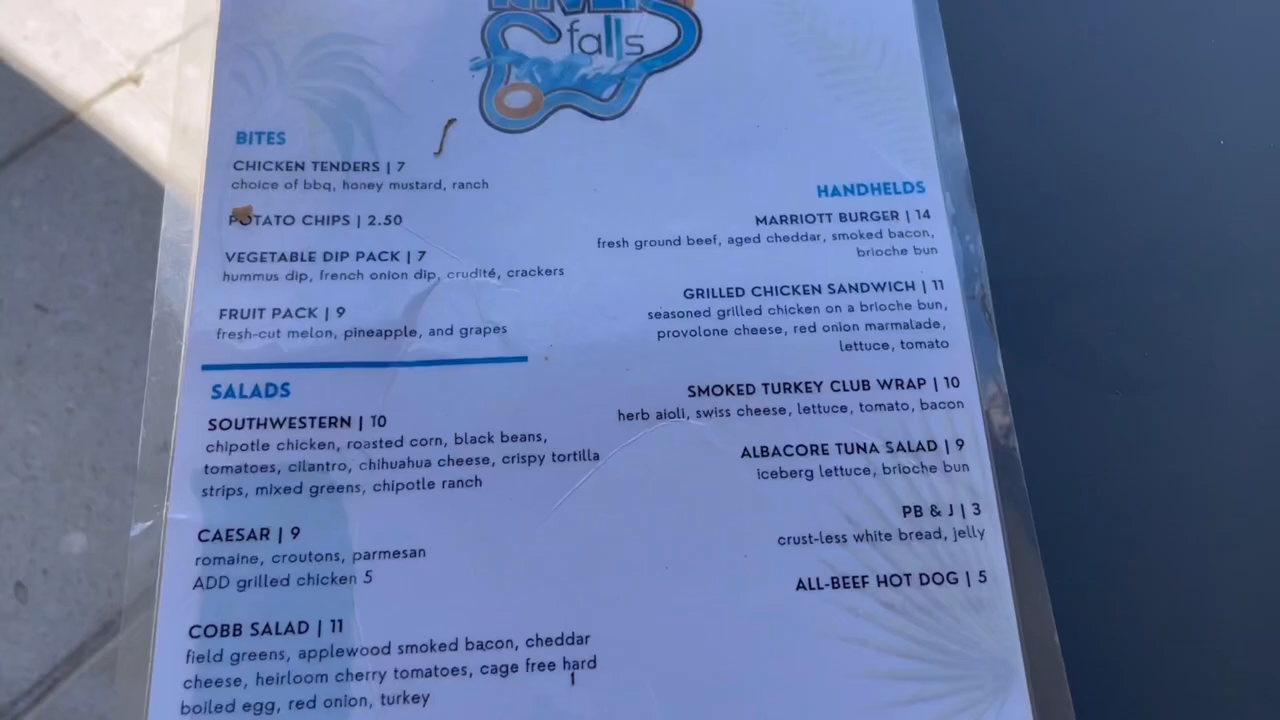 falls
BITES
CHICKEN TENDERS | 7
choice of bbq, honey mustard, ranch
POTATO CHIPS | 2.50
VEGETABLE DIP PACK | 7
hummus dip, french onion dip, crudité, crackers
FRUIT PACK | 9
fresh-cut melon, pineapple, and grapes
SALADS
SOUTHWESTERN | 10
chipotle chicken, roasted corn, black beans,
tomatoes, cilantro, chihuahua cheese, crispy tortilla
strips, mixed greens, chipotle ranch
CAESAR | 9
romaine, croutons, parmesan
ADD grilled chicken 5
COBB SALAD | 11
field greens, applewood smoked bacon, cheddar
cheese, heirloom cherry tomatoes, cage free hard
boiled egg, red onion, turkey
HANDHELDS
MARRIOTT BURGER | 14
fresh ground beef, aged cheddar, smoked bacon,
brioche bun
GRILLED CHICKEN SANDWICH | 11
seasoned grilled chicken on a brioche bun,
provolone cheese, red onion marmalade,
lettuce, tomato
SMOKED TURKEY CLUB WRAP | 10
herb aioli, swiss cheese, lettuce, tomato, bacon
ALBACORE TUNA SALAD | 9
iceberg lettuce, brioche bun
PB & J | 3
crust-less white bread, jelly
ALL-BEEF HOT DOG | 5